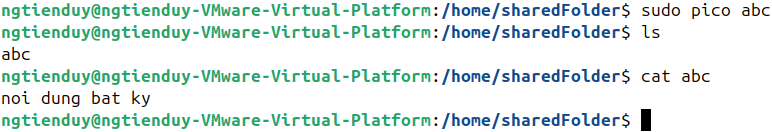 ngtienduy@ngtienduy-VMware-Virtual-Platform:/home/sharedFolder$ sudo pico abc
ngtienduy@ngtienduy-VMware-Virtual-Platform:/home/sharedFolder$ ls
abc
ngtienduy@ngtienduy-VMware-Virtual-Platform:/home/sharedFolder$ cat abc
noi dung bat ky
ngtienduy@ngtienduy-VMware-Virtual-Platform:/home/sharedFolder$